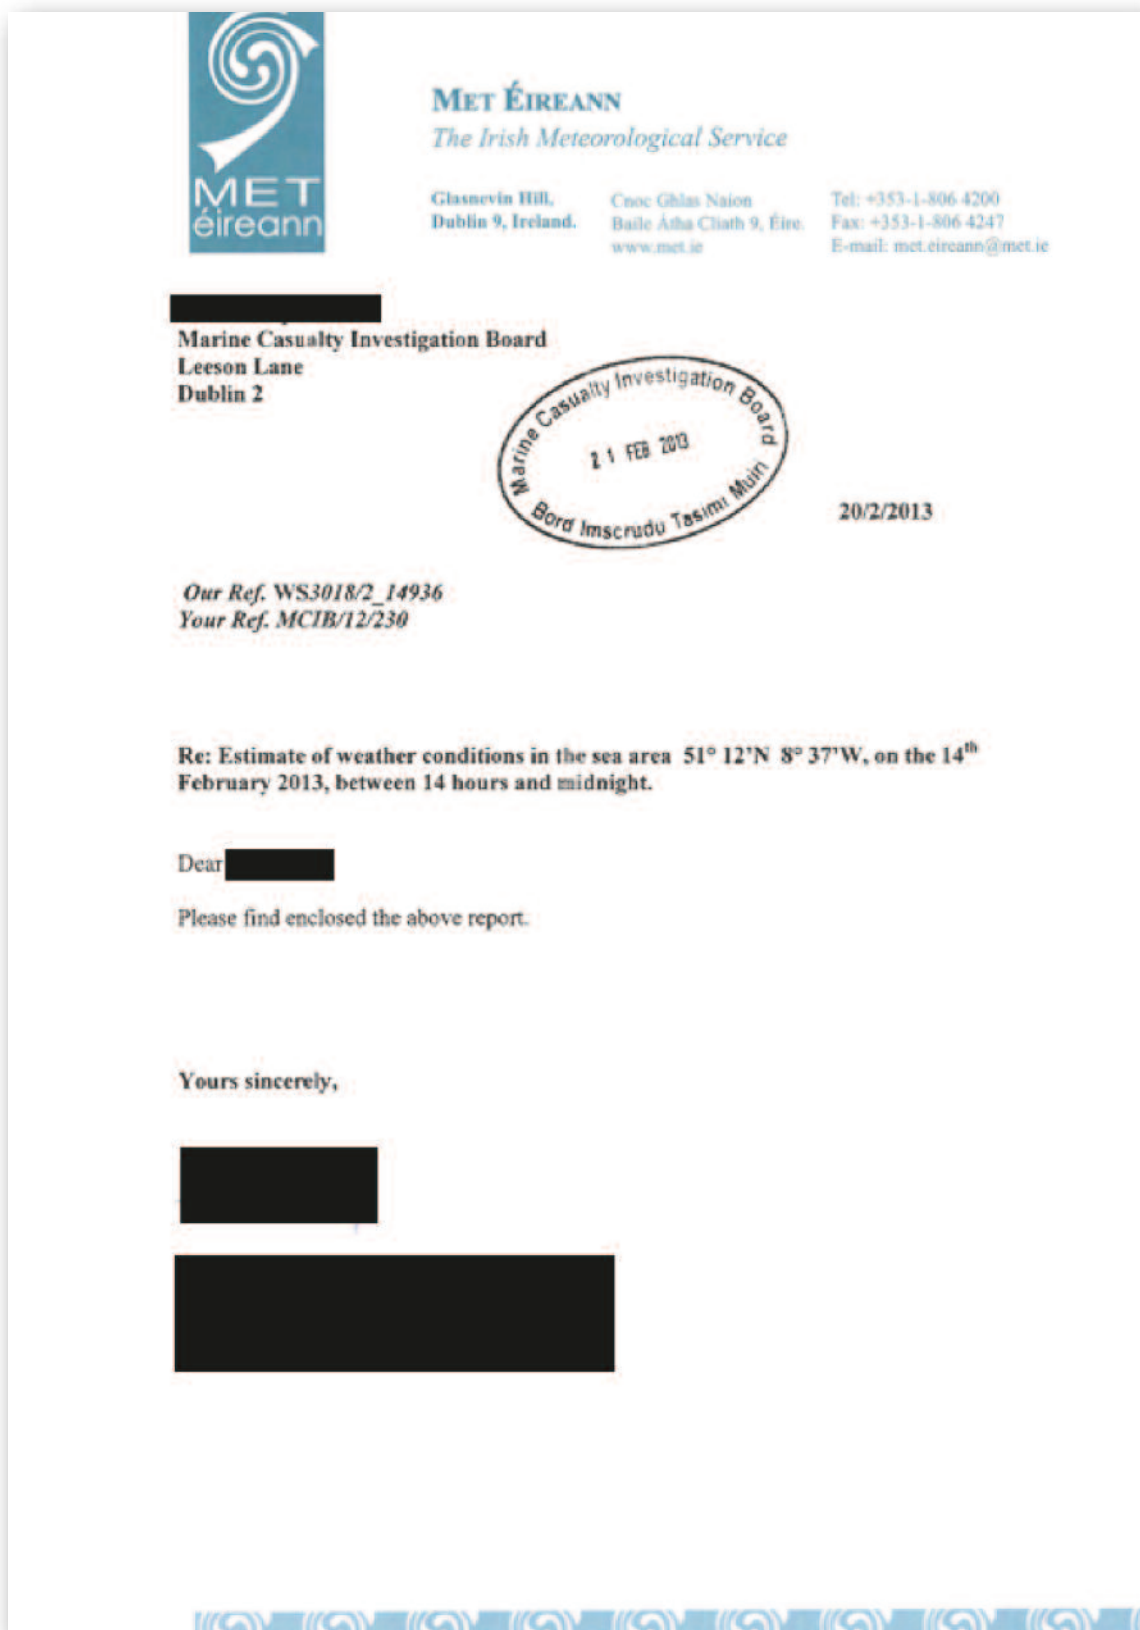 MET
éireann
MET ÉIREANN
The Irish Meteorological Service
Glasnevin Hill,
Dublin 9, Ireland.
Cnoc Ghlas Naion
Baile Átha Cliath 9, Éire.
www.met.ie
Tel: +353-1-806 4200
Fax: +353-1-806 4247
E-mail: met.eireann@met.ie
Marine Casualty Investigation Board
Leeson Lane
Dublin 2
Marine Casualty Investigation Board
21 FEB 2013
Bord Imscrudu Tasimi Muin
20/2/2013
Our Ref. WS3018/2_14936
Your Ref. MCIB/12/230
Re: Estimate of weather conditions in the sea area 51° 12'N 8° 37'W, on the 14th
February 2013, between 14 hours and midnight.
Dear
Please find enclosed the above report.
Yours sincerely,